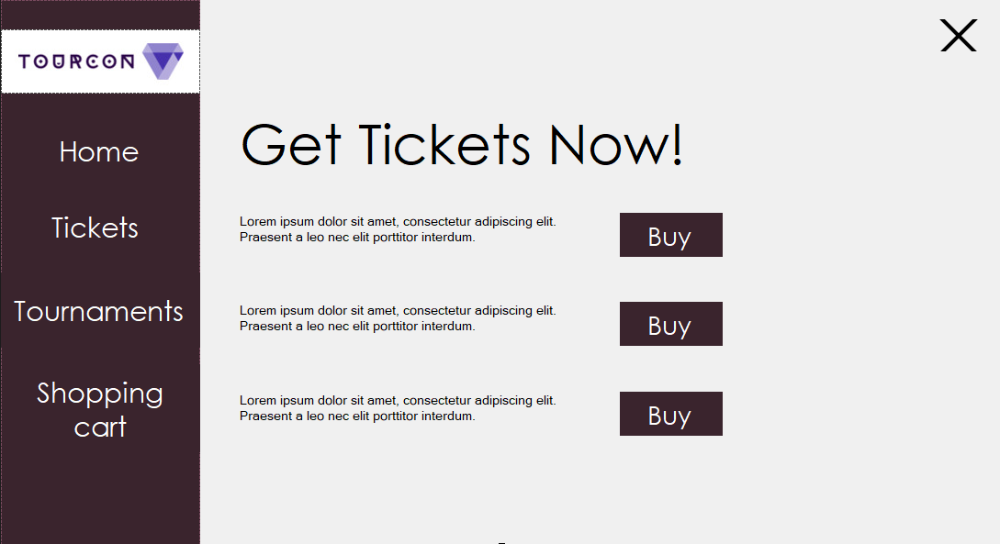 TOURCON
Home
Tickets
Tournaments
Shopping
cart
Get Tickets Now!
Lorem ipsum dolor sit amet, consectetur adipiscing elit.
Praesent a leo nec elit porttitor interdum.
Buy
Lorem ipsum dolor sit amet, consectetur adipiscing elit.
Praesent a leo nec elit porttitor interdum.
Buy
Lorem ipsum dolor sit amet, consectetur adipiscing elit.
Praesent a leo nec elit porttitor interdum.
Buy